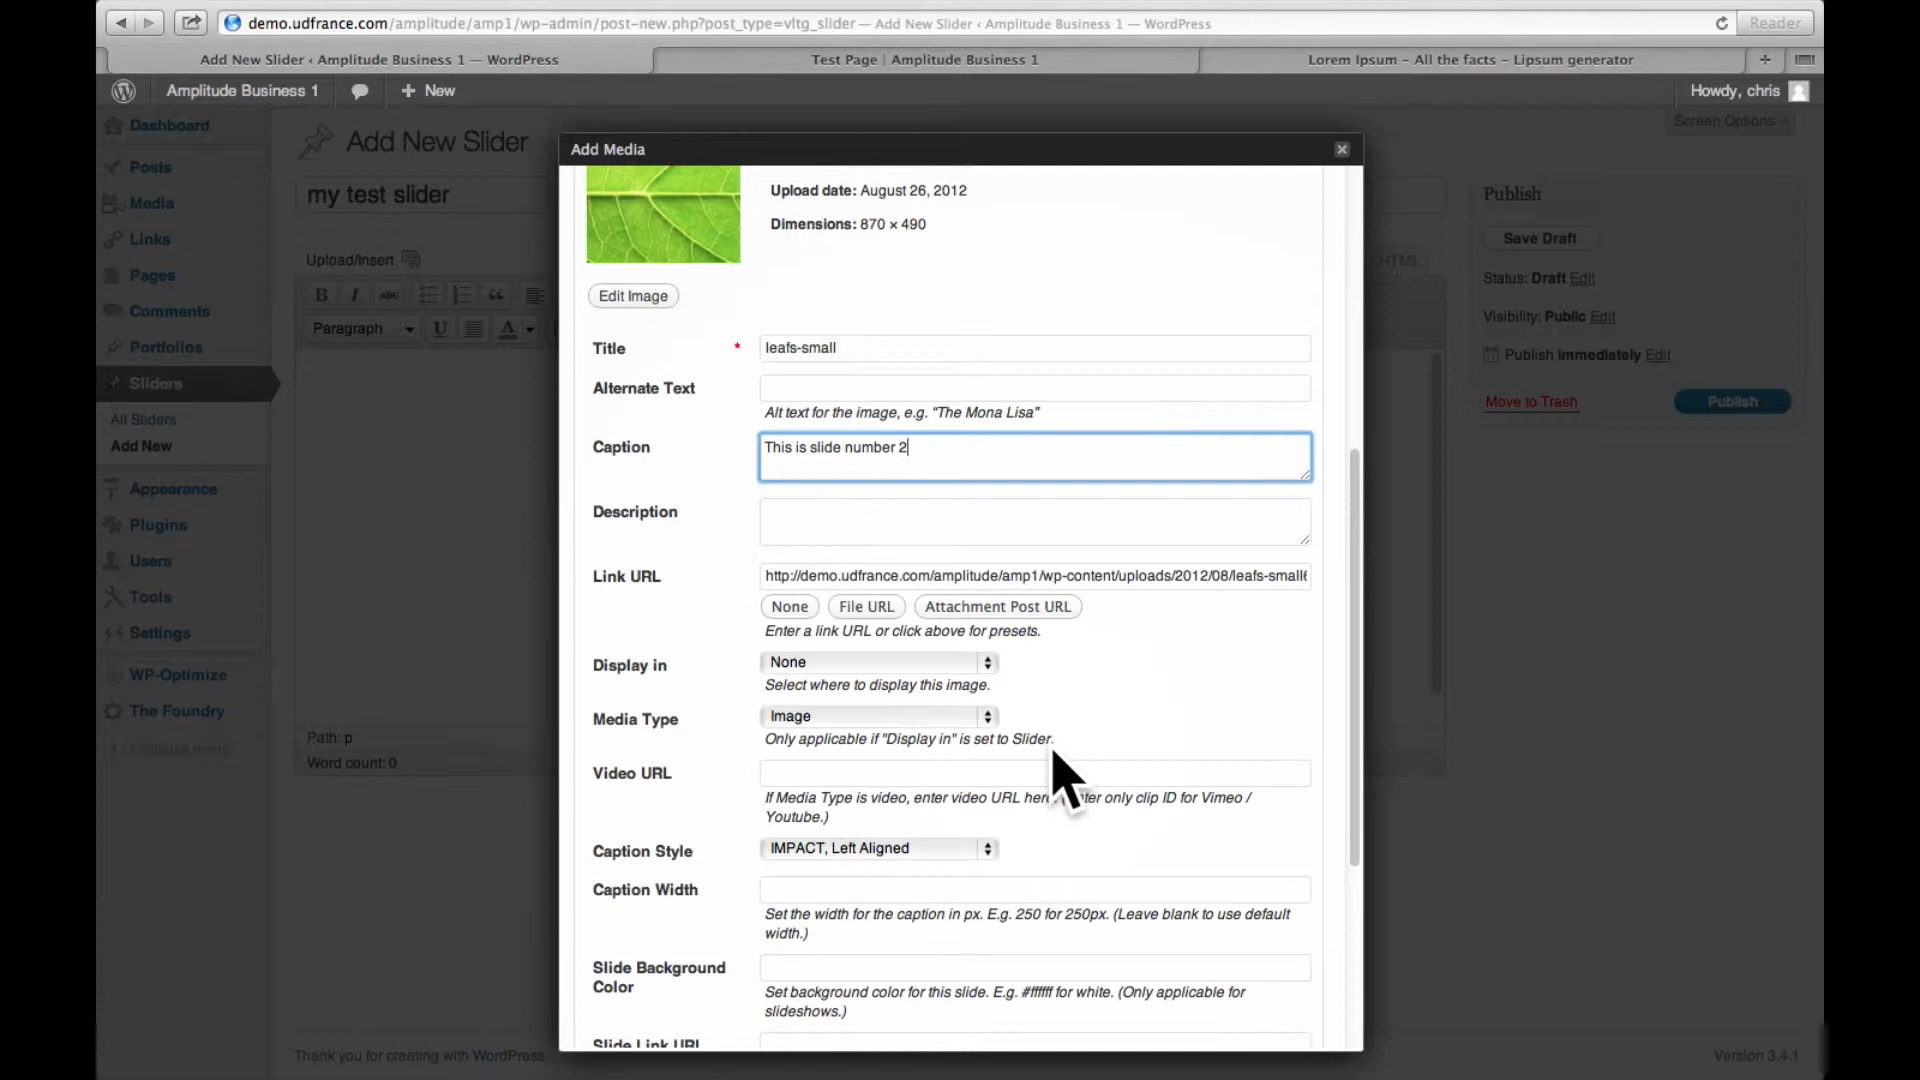 demo.udfrance.com/amplitude/amp1/wp-admin/post-new.php?post_type=vltg_slider — Add New Slider ‹ Amplitude Business 1 — WordPress
Reader
Add New Slider ‹ Amplitude Business 1 — WordPress
Test Page | Amplitude Business 1
Lorem Ipsum - All the facts - Lipsum generator
Amplitude Business 1
New
Howdy, chris
Screen Options
Dashboard
Posts
Media
Links
Pages
Comments
Portfolios
Sliders
All Sliders
Add New
Appearance
Plugins
Users
Tools
Settings
WP-Optimize
The Foundry
Collapse menu
Add New Slider
my test slider
Upload/Insert
HTML
B I ABC
Paragraph
U A
Path: p
Word count: 0
Add Media
Upload date: August 26, 2012
Dimensions: 870 × 490
Edit Image
Title * leafs-small
Alternate Text
Alt text for the image, e.g. “The Mona Lisa”
Caption This is slide number 2
Description
Link URL http://demo.udfrance.com/amplitude/amp1/wp-content/uploads/2012/08/leafs-small
None File URL Attachment Post URL
Enter a link URL or click above for presets.
Display in None
Select where to display this image.
Media Type Image
Only applicable if "Display in" is set to Slider.
Video URL
If Media Type is video, enter video URL here. only clip ID for Vimeo /
Youtube.)
Caption Style IMPACT, Left Aligned
Caption Width
Set the width for the caption in px. E.g. 250 for 250px. (Leave blank to use default
width.)
Slide Background
Color
Set background color for this slide. E.g. #ffffff for white. (Only applicable for
slideshows.)
Slide Link URL
Publish
Save Draft
Status: Draft Edit
Visibility: Public Edit
Publish immediately Edit
Move to Trash
Publish
Thank you for creating with WordPress
Version 3.4.1